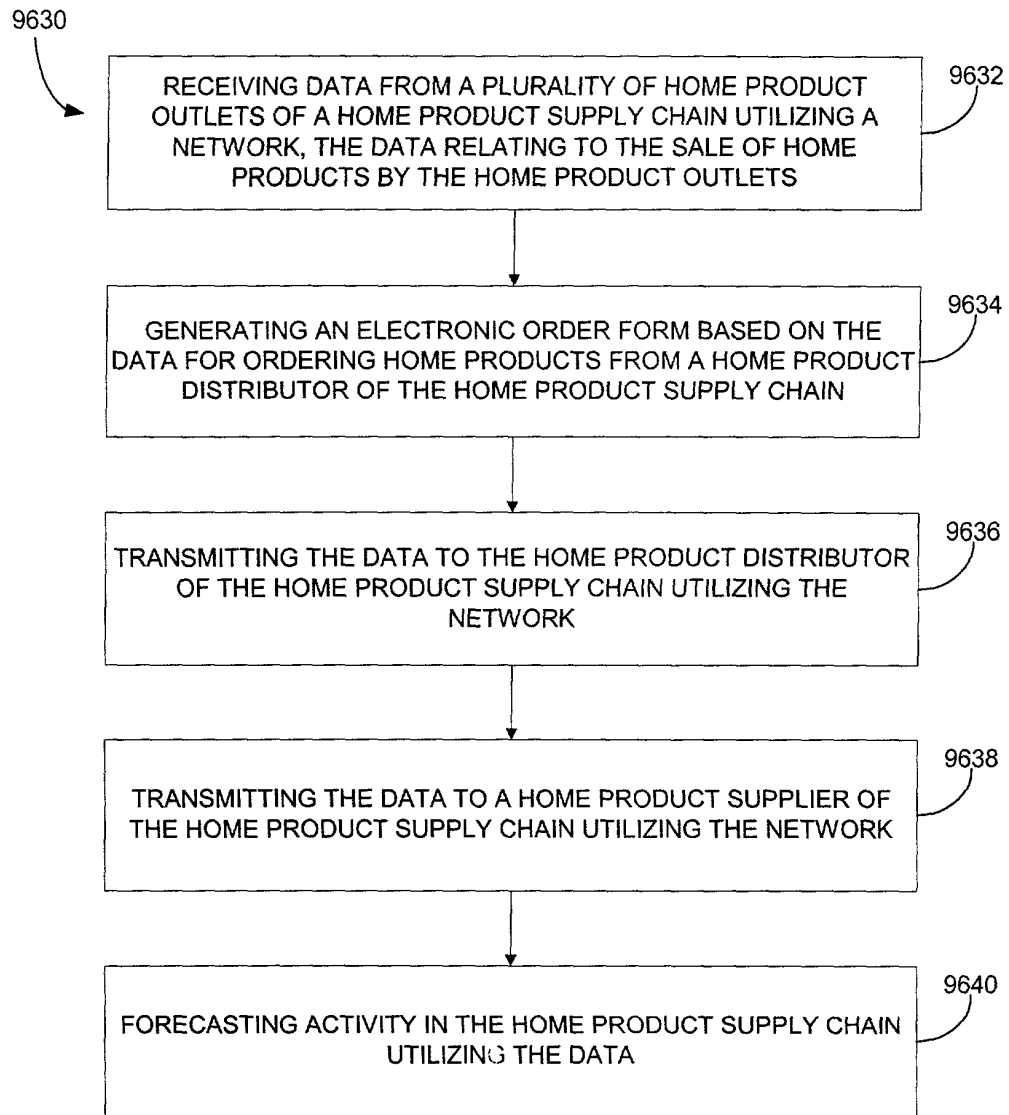 9630
9632
RECEIVING DATA FROM A PLURALITY OF HOME PRODUCT
OUTLETS OF A HOME PRODUCT SUPPLY CHAIN UTILIZING A
NETWORK, THE DATA RELATING TO THE SALE OF HOME
PRODUCTS BY THE HOME PRODUCT OUTLETS
9634
GENERATING AN ELECTRONIC ORDER FORM BASED ON THE
DATA FOR ORDERING HOME PRODUCTS FROM A HOME PRODUCT
DISTRIBUTOR OF THE HOME PRODUCT SUPPLY CHAIN
9636
TRANSMITTING THE DATA TO THE HOME PRODUCT DISTRIBUTOR
OF THE HOME PRODUCT SUPPLY CHAIN UTILIZING THE
NETWORK
9638
TRANSMITTING THE DATA TO A HOME PRODUCT SUPPLIER OF
THE HOME PRODUCT SUPPLY CHAIN UTILIZING THE NETWORK
9640
FORECASTING ACTIVITY IN THE HOME PRODUCT SUPPLY CHAIN
UTILIZING THE DATA